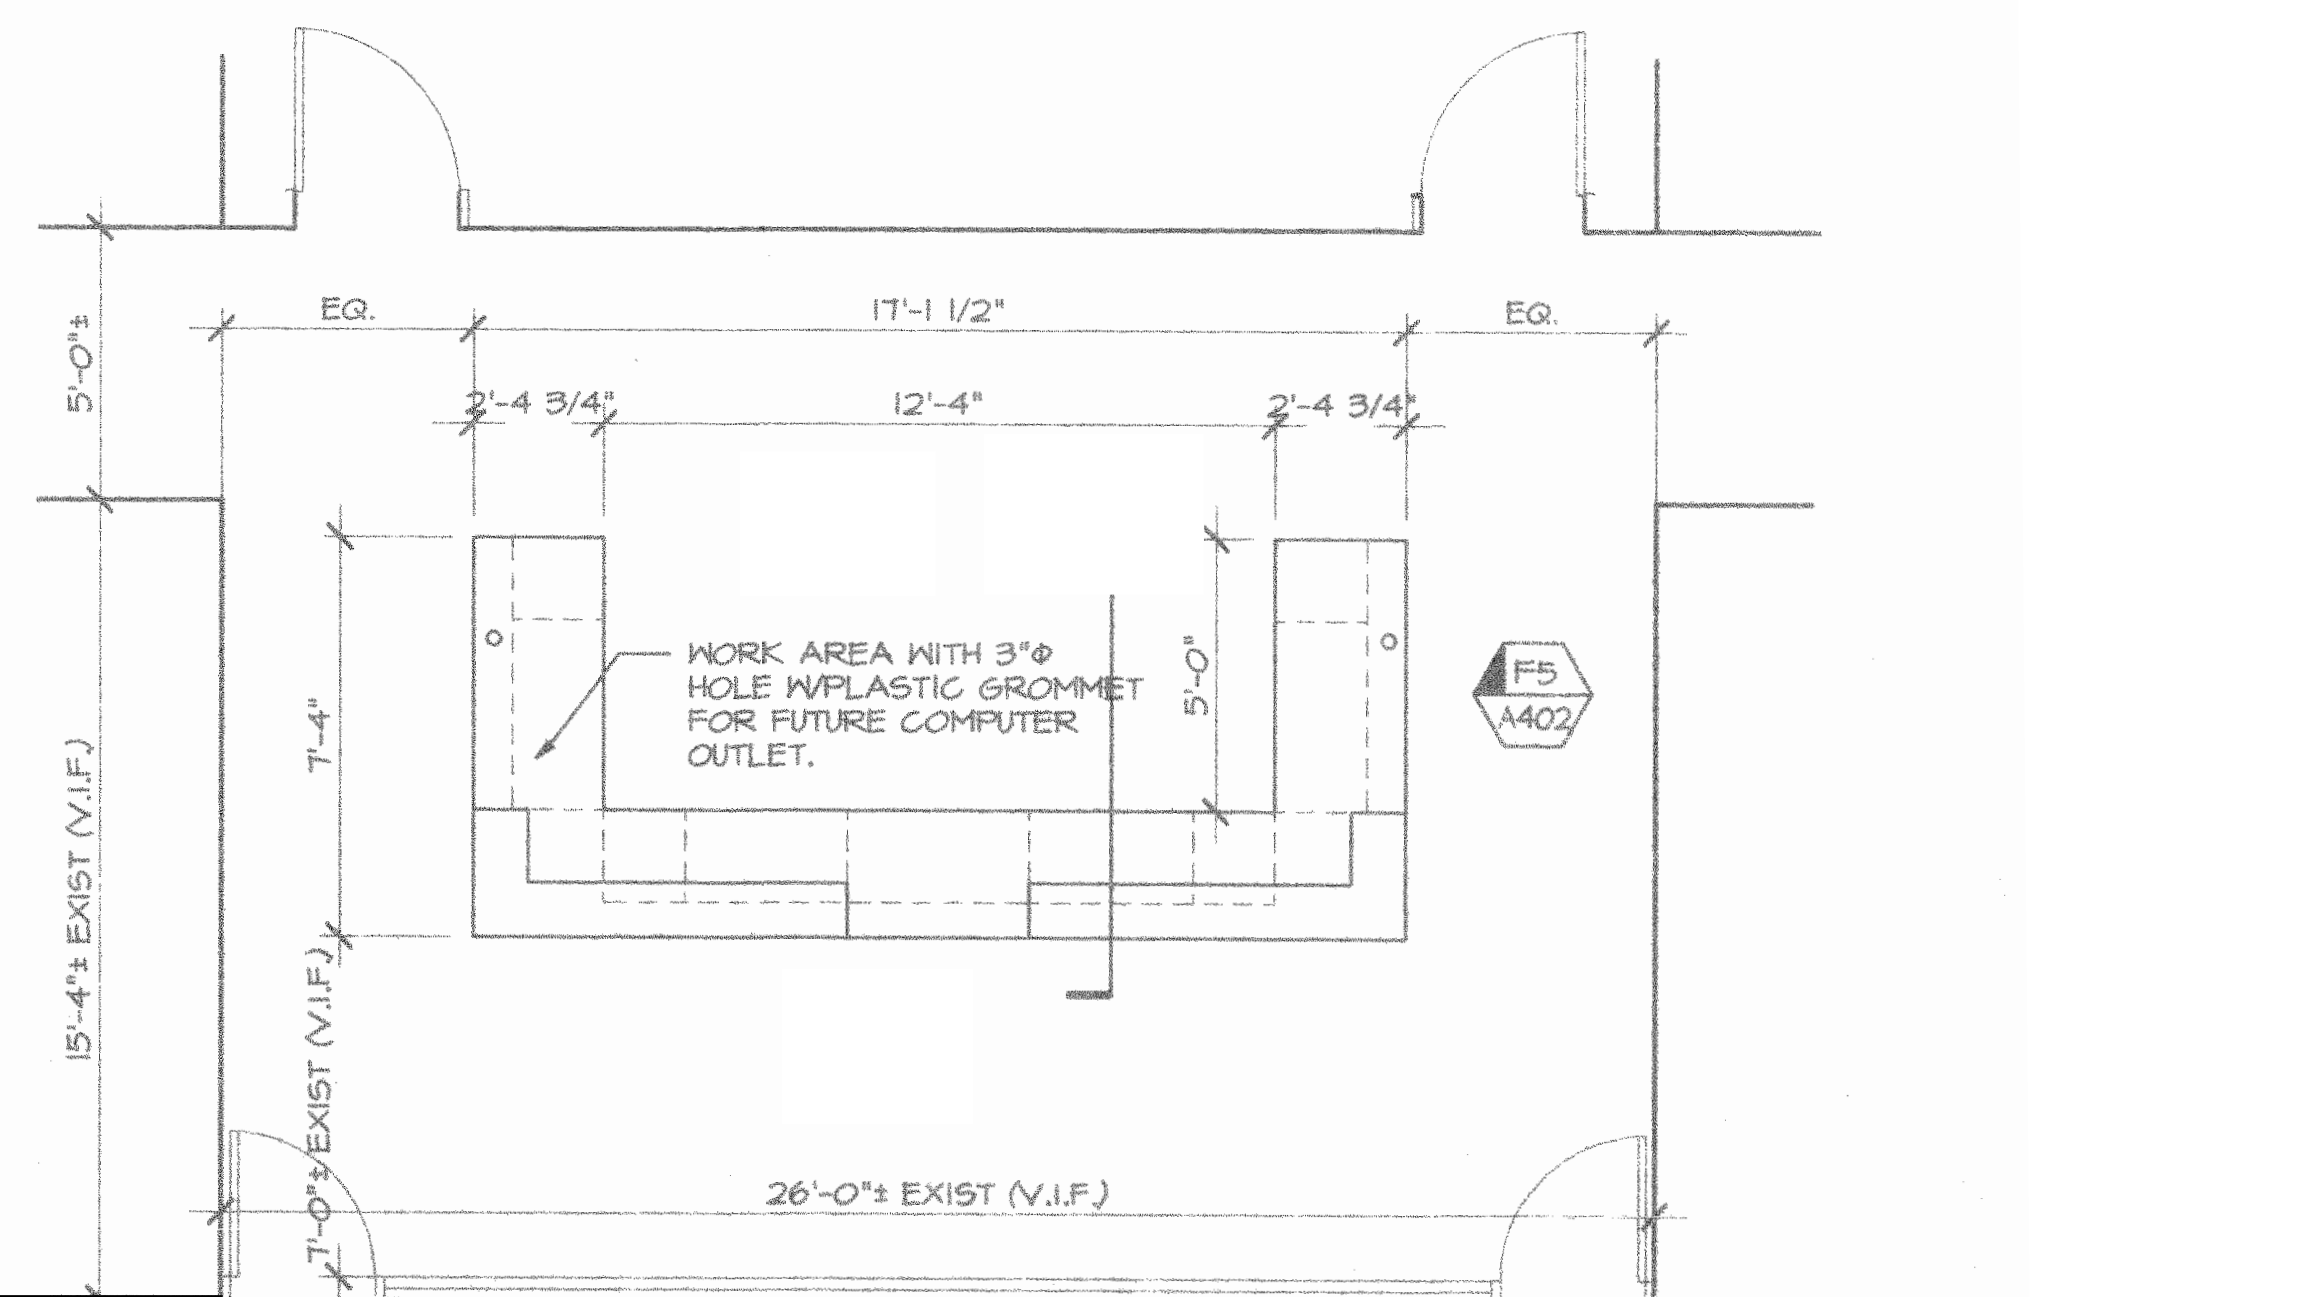 EQ.
17'-1 1/2"
EQ.
5'-0"±
2'-4 3/4"
12'-4"
2'-4 3/4"
WORK AREA WITH 3"Φ
HOLE W/PLASTIC GROMMET
FOR FUTURE COMPUTER
OUTLET.
5'-0"
F5
A402
7'-4"
15'-4"± EXIST (V.I.F.)
7'-0"± EXIST (V.I.F.)
26'-0"± EXIST (V.I.F.)